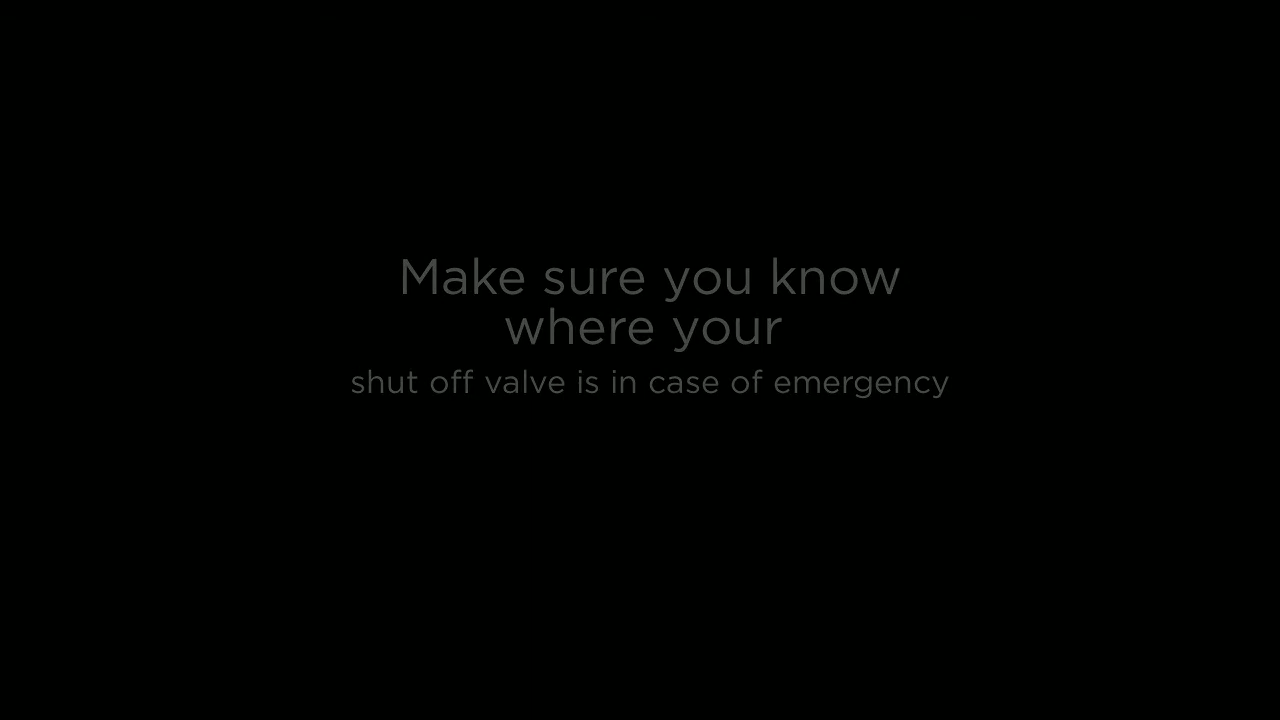 Make sure you know
where your
shut off valve is in case of emergency